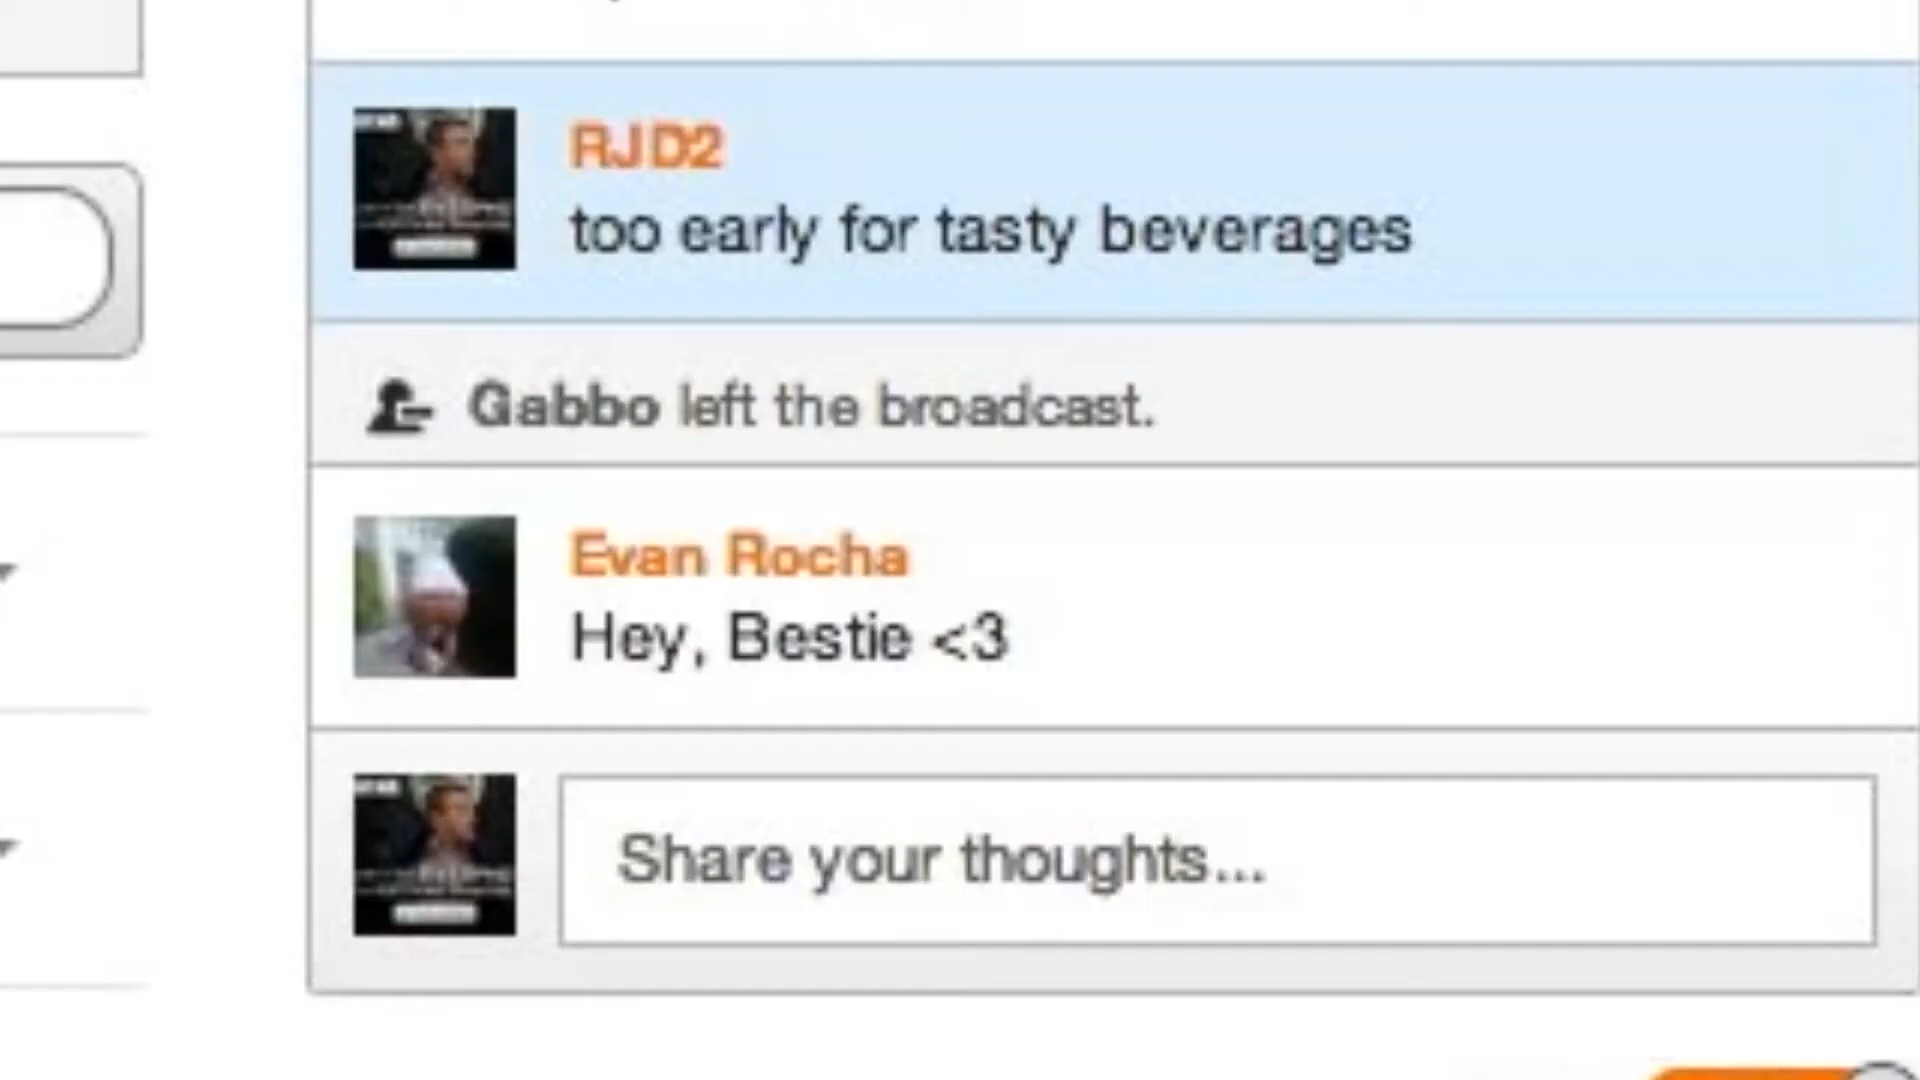 RJD2
too early for tasty beverages
Gabbo left the broadcast.
Evan Rocha
Hey, Bestie <3
Share your thoughts...